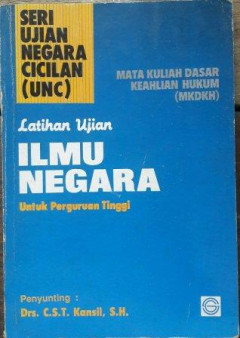 SERI
UJIAN
NEGARA
CICILAN
(UNC)
MATA KULIAH DASAR
KEAHLIAN HUKUM
(MKDKH)
Latihan Ujian
ILMU
NEGARA
Untuk Perguruan Tinggi
Penyunting :
Drs. C.S.T. Kansil, S.H.